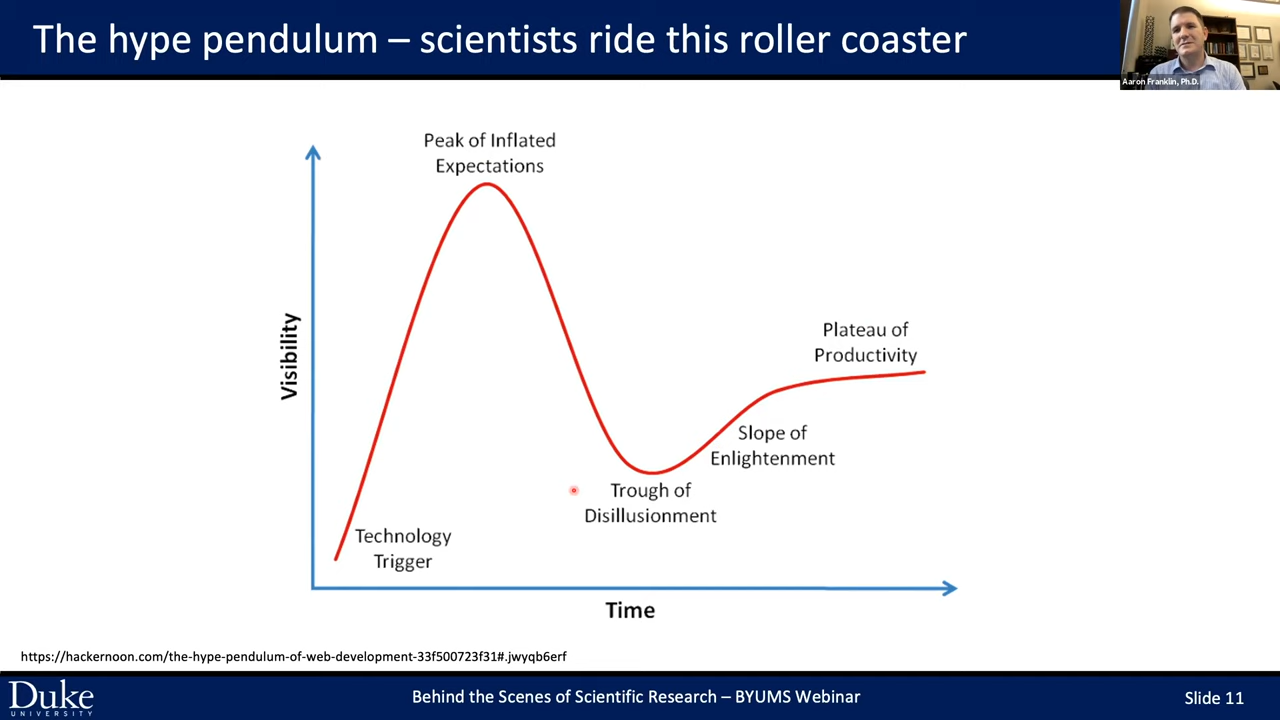 The hype pendulum – scientists ride this roller coaster
Aaron Franklin, Ph.D.
Peak of Inflated
Expectations
Visibility
Plateau of
Productivity
Slope of
Enlightenment
Trough of
Disillusionment
Technology
Trigger
Time
https://hackernoon.com/the-hype-pendulum-of-web-development-33f500723f31#.jwyqb6erf
Duke
UNIVERSITY
Behind the Scenes of Scientific Research – BYUMS Webinar
Slide 11